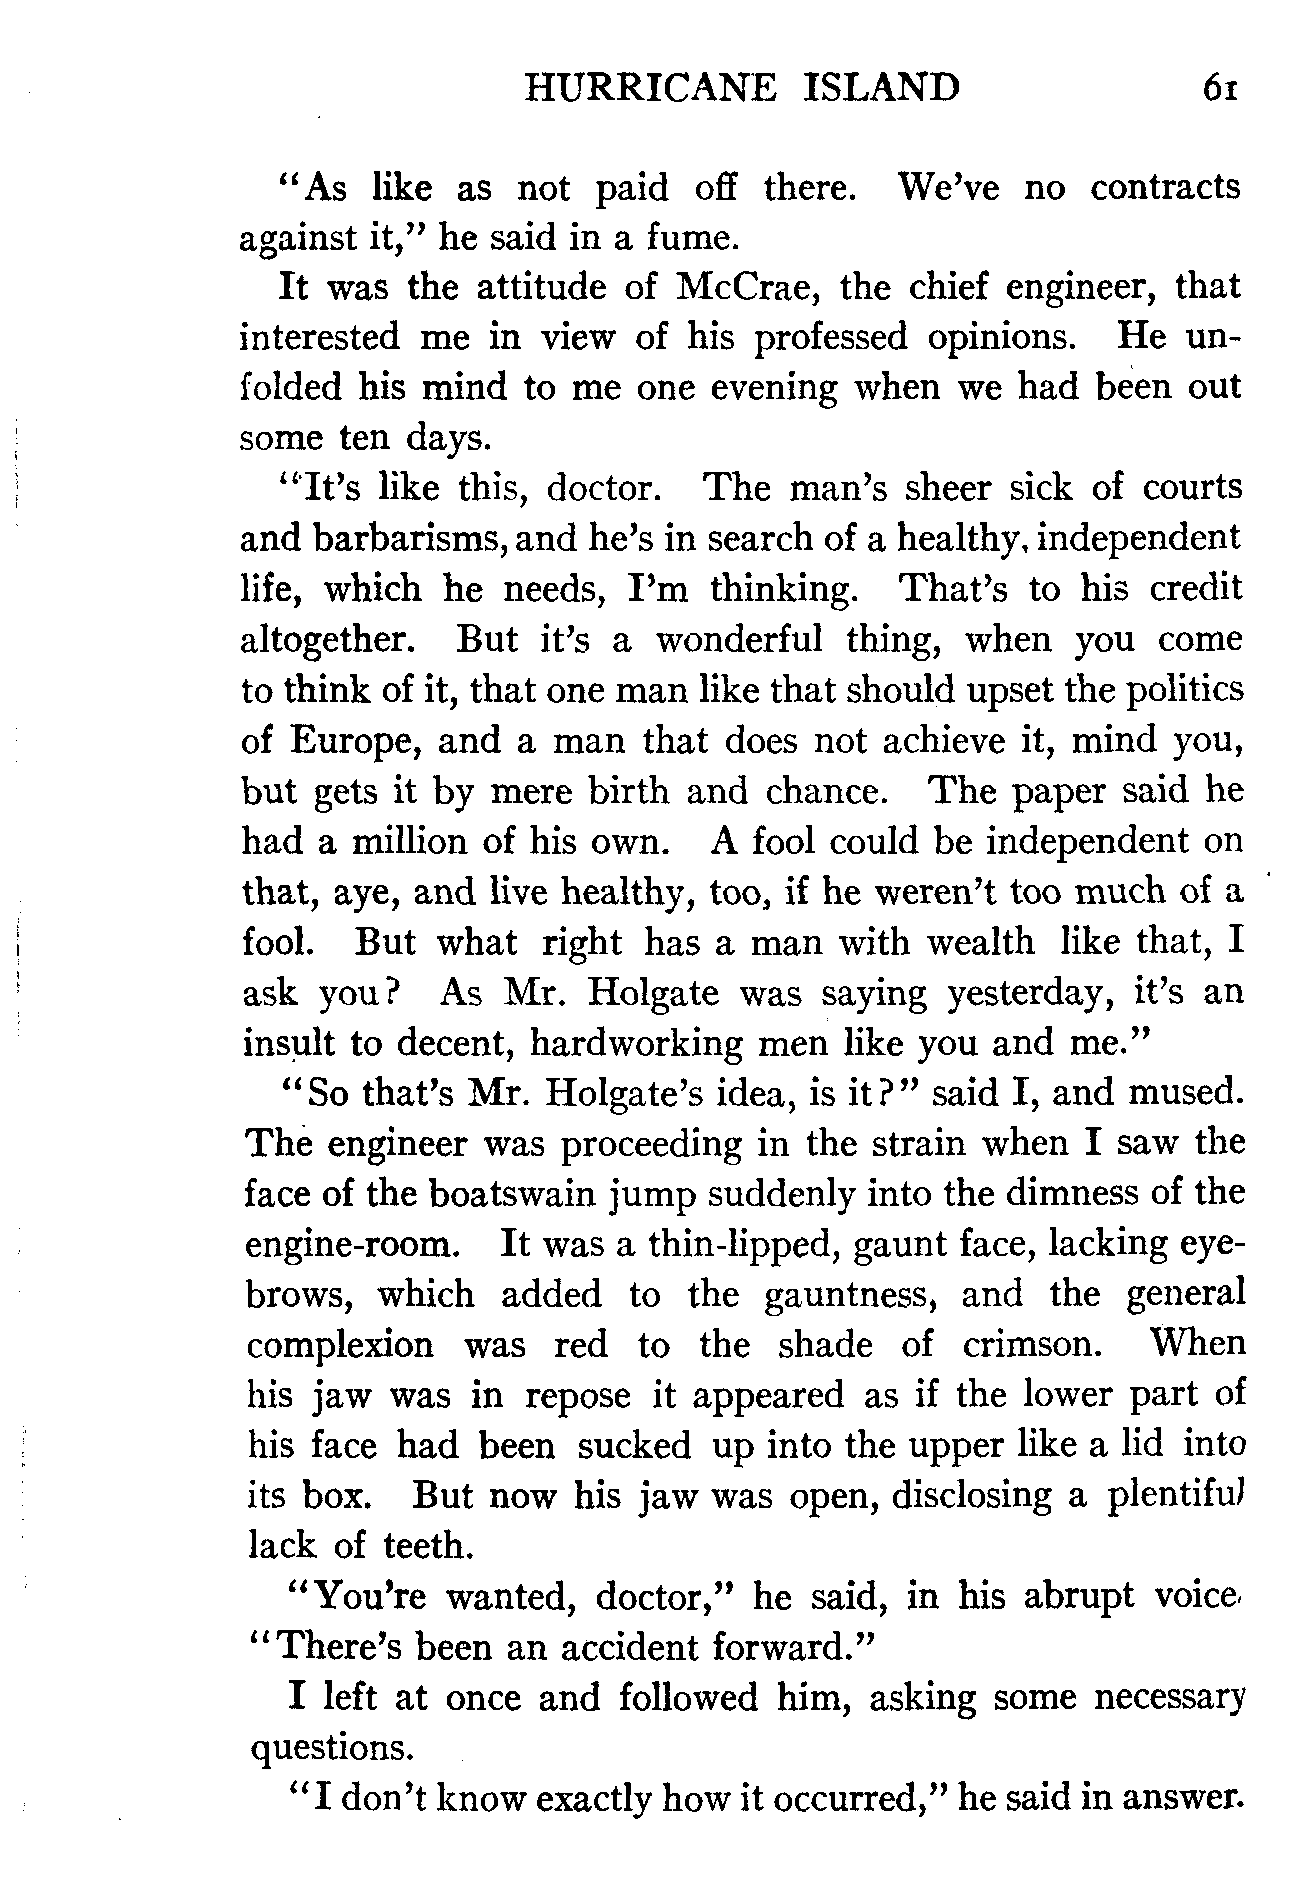 HURRICANE ISLAND 61
"As like as not paid off there. We've no contracts
against it," he said in a fume.
It was the attitude of McCrae, the chief engineer, that
interested me in view of his professed opinions. He un-
folded his mind to me one evening when we had been out
some ten days.
"It's like this, doctor. The man's sheer sick of courts
and barbarisms, and he's in search of a healthy, independent
life, which he needs, I'm thinking. That's to his credit
altogether. But it's a wonderful thing, when you come
to think of it, that one man like that should upset the politics
of Europe, and a man that does not achieve it, mind you,
but gets it by mere birth and chance. The paper said he
had a million of his own. A fool could be independent on
that, aye, and live healthy, too, if he weren't too much of a
fool. But what right has a man with wealth like that, I
ask you? As Mr. Holgate was saying yesterday, it's an
insult to decent, hardworking men like you and me."
"So that's Mr. Holgate's idea, is it?" said I, and mused.
The engineer was proceeding in the strain when I saw the
face of the boatswain jump suddenly into the dimness of the
engine-room. It was a thin-lipped, gaunt face, lacking eye-
brows, which added to the gauntness, and the general
complexion was red to the shade of crimson. When
his jaw was in repose it appeared as if the lower part of
his face had been sucked up into the upper like a lid into
its box. But now his jaw was open, disclosing a plentiful
lack of teeth.
"You're wanted, doctor," he said, in his abrupt voice.
"There's been an accident forward."
I left at once and followed him, asking some necessary
questions.
"I don't know exactly how it occurred," he said in answer.